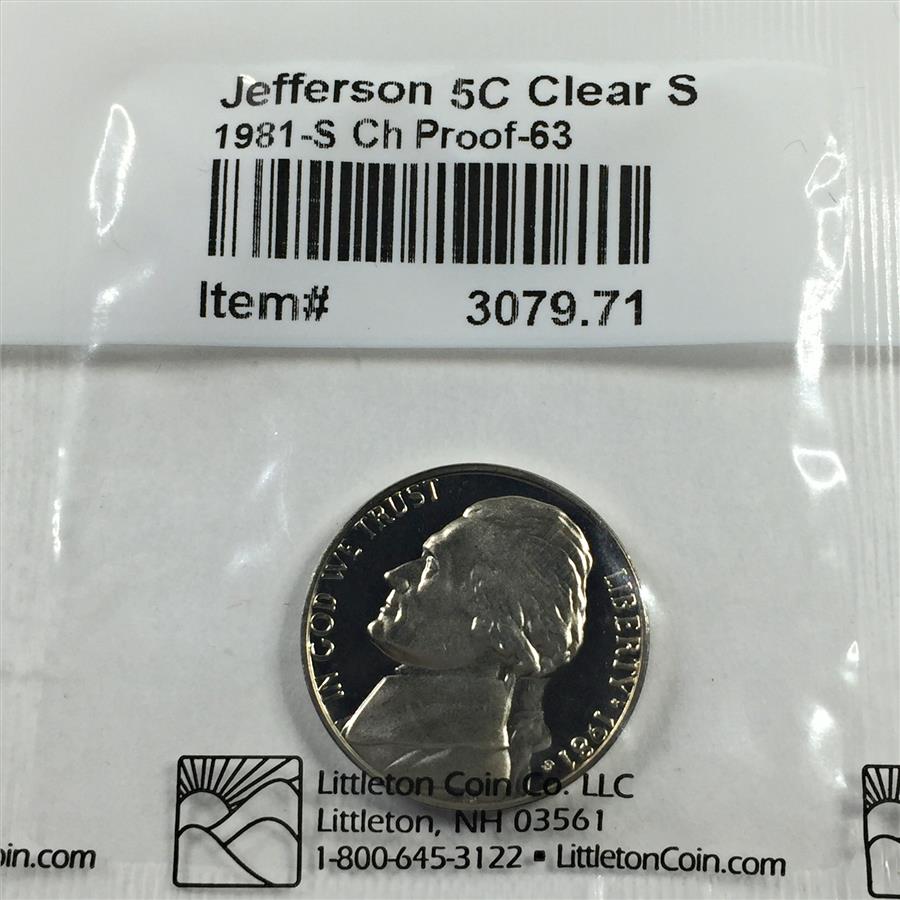 Jefferson 5C Clear S
1981-S Ch Proof-63
Item# 3079.71
IN GOD WE TRUST
LIBERTY * 1981
S
Littleton Coin Co. LLC
Littleton, NH 03561
1-800-645-3122 ▪ LittletonCoin.com
oin.com